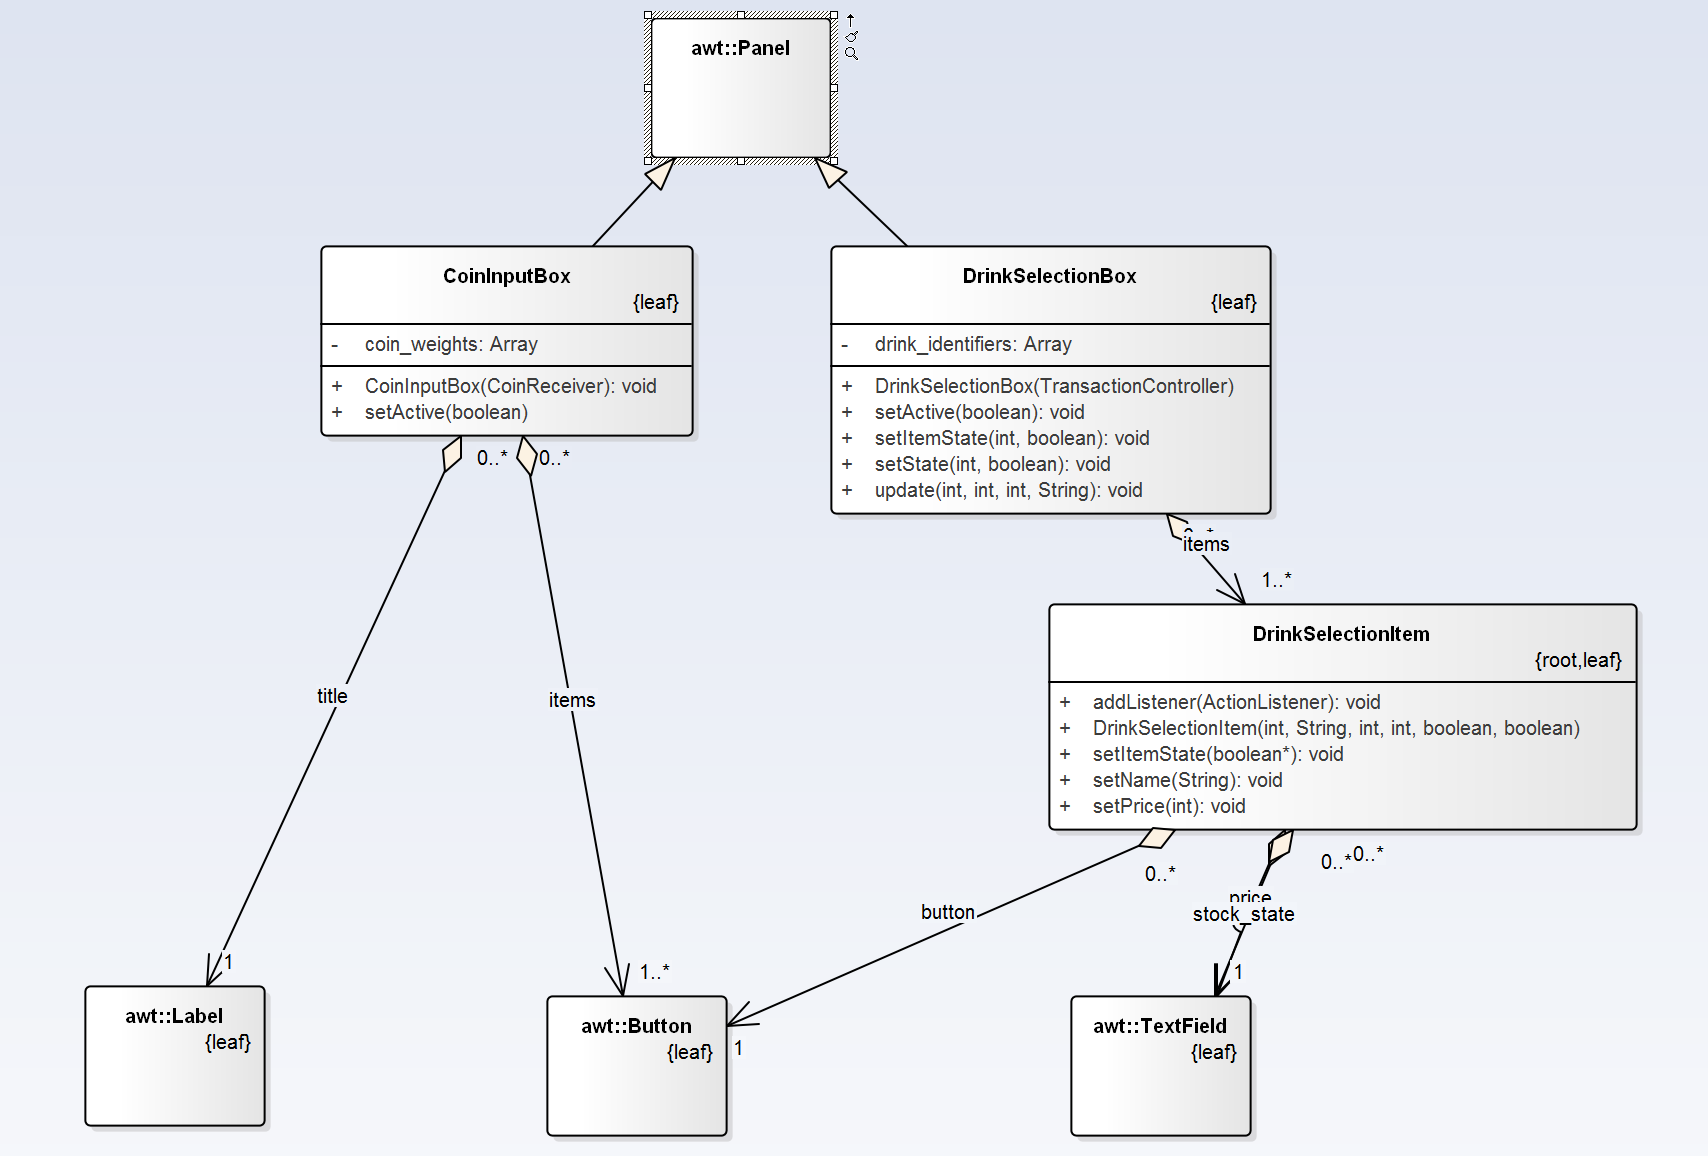 awt::Panel
CoinInputBox
{leaf}
- coin_weights: Array
+ CoinInputBox(CoinReceiver): void
+ setActive(boolean)
DrinkSelectionBox
{leaf}
- drink_identifiers: Array
+ DrinkSelectionBox(TransactionController)
+ setActive(boolean): void
+ setItemState(int, boolean): void
+ setState(int, boolean): void
+ update(int, int, int, String): void
0..*
0..*
items
1..*
DrinkSelectionItem
{root,leaf}
+ addListener(ActionListener): void
+ DrinkSelectionItem(int, String, int, int, boolean, boolean)
+ setItemState(boolean*): void
+ setName(String): void
+ setPrice(int): void
title
items
0..*
0..*
0..*
button
price
stock_state
1
1..*
1
1
awt::Label
{leaf}
awt::Button
{leaf}
awt::TextField
{leaf}